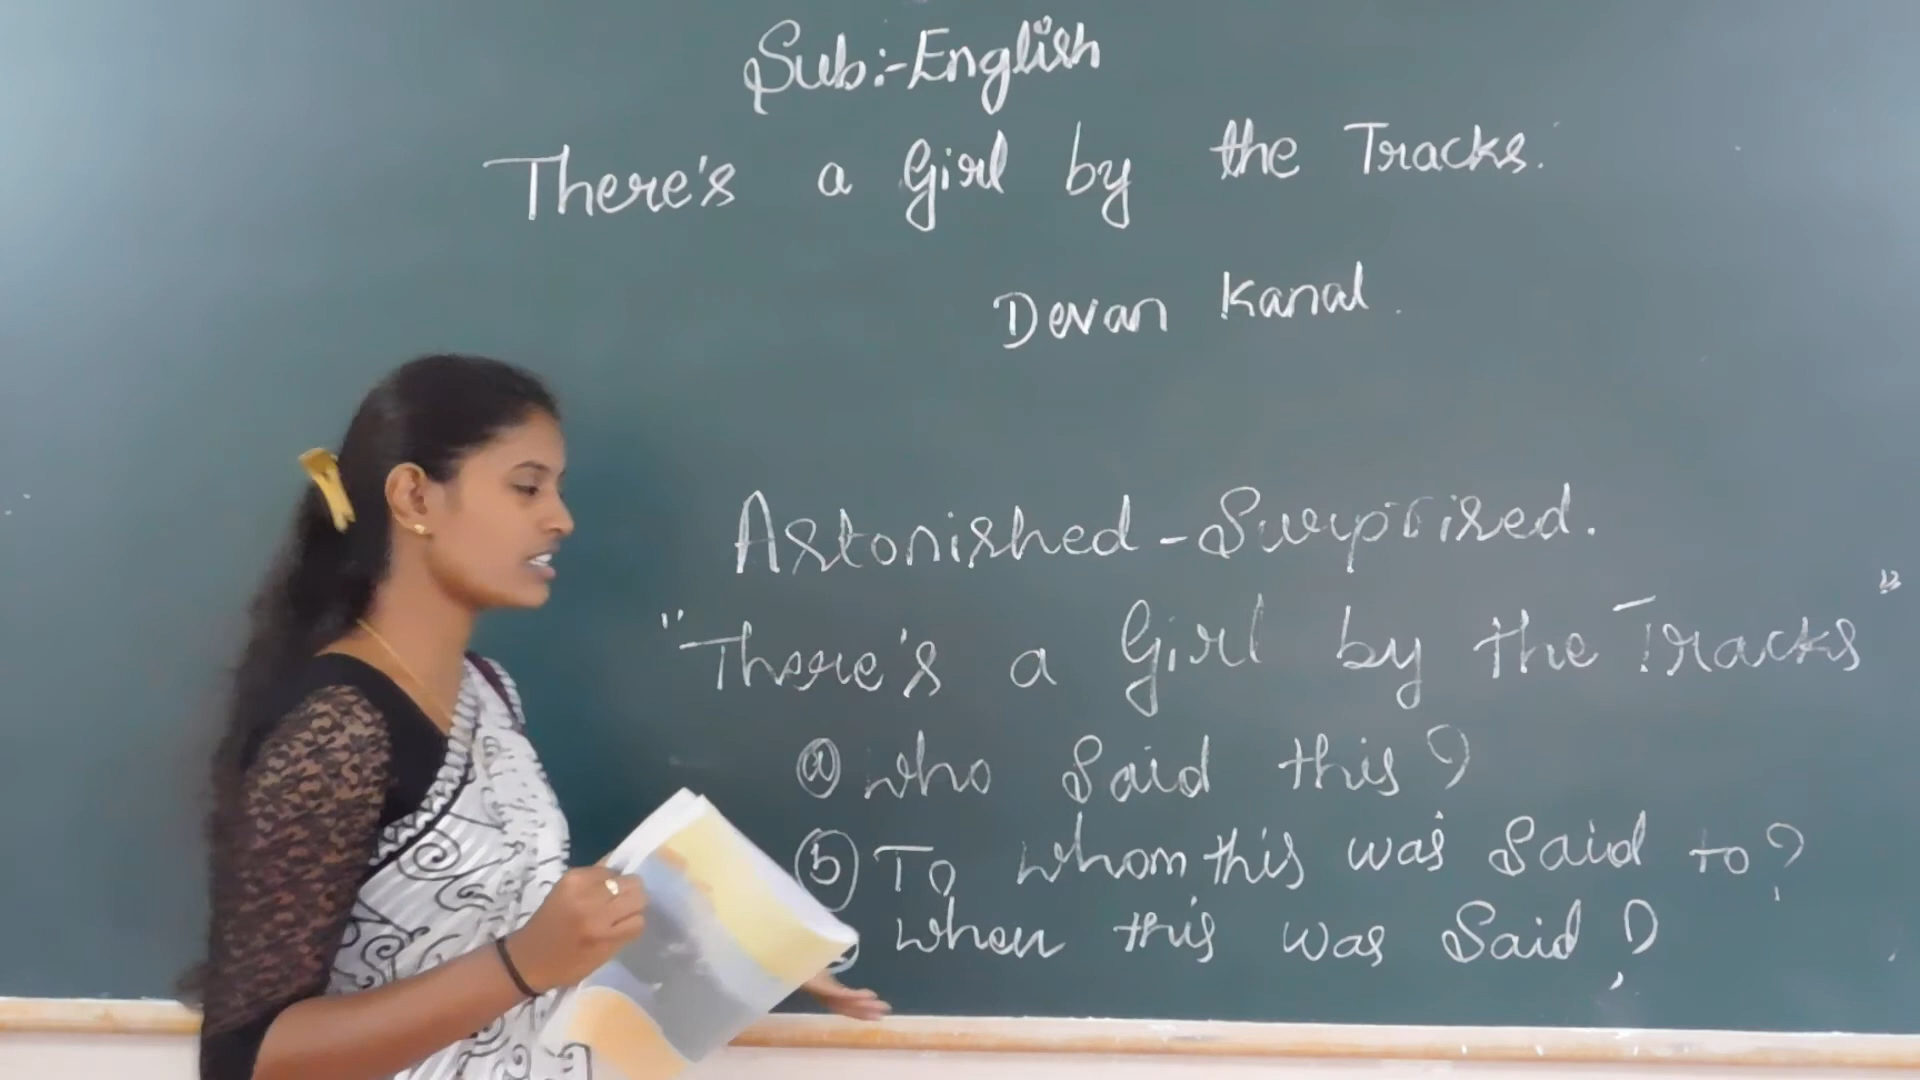 Sub:-English
There's a Girl by the Tracks.
Devan Kanal.
Astonished-Surprised.
"There's a Girl by the Tracks"
a who said this?
b To whom this was said to?
when this was said?